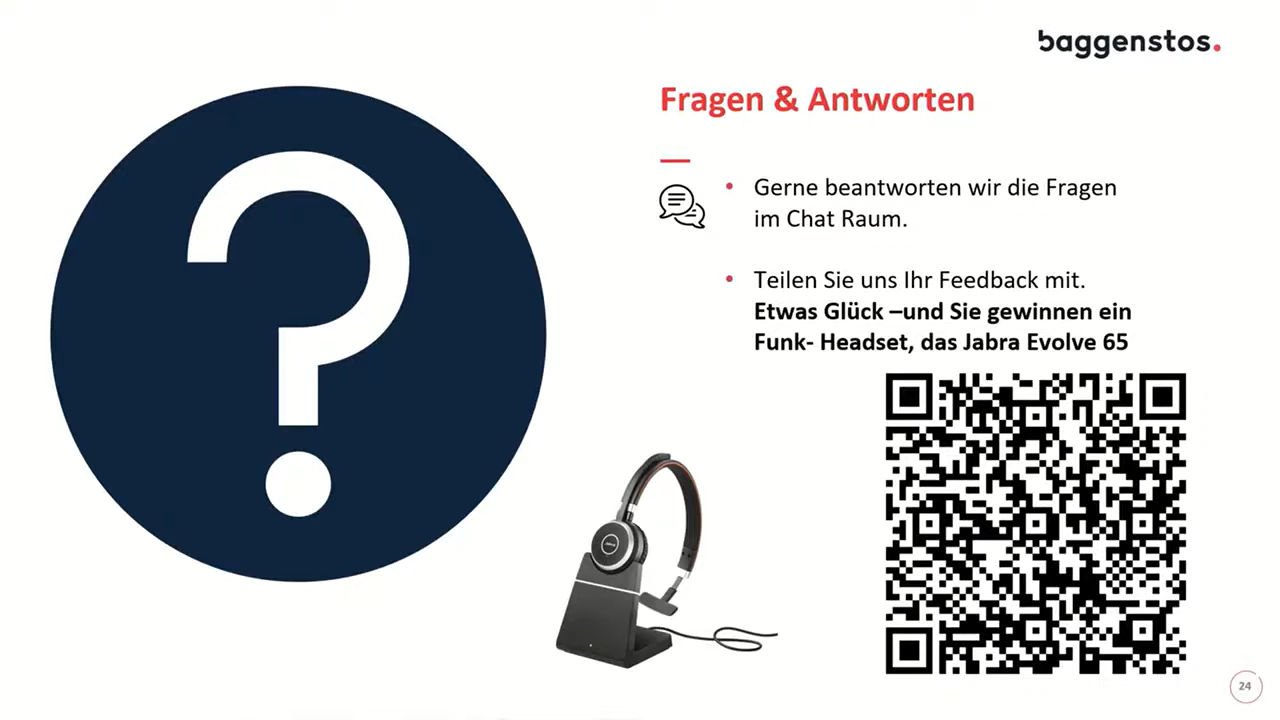 baggenstos.
Fragen & Antworten
• Gerne beantworten wir die Fragen
im Chat Raum.
• Teilen Sie uns Ihr Feedback mit.
Etwas Glück –und Sie gewinnen ein
Funk- Headset, das Jabra Evolve 65
Jabra
24